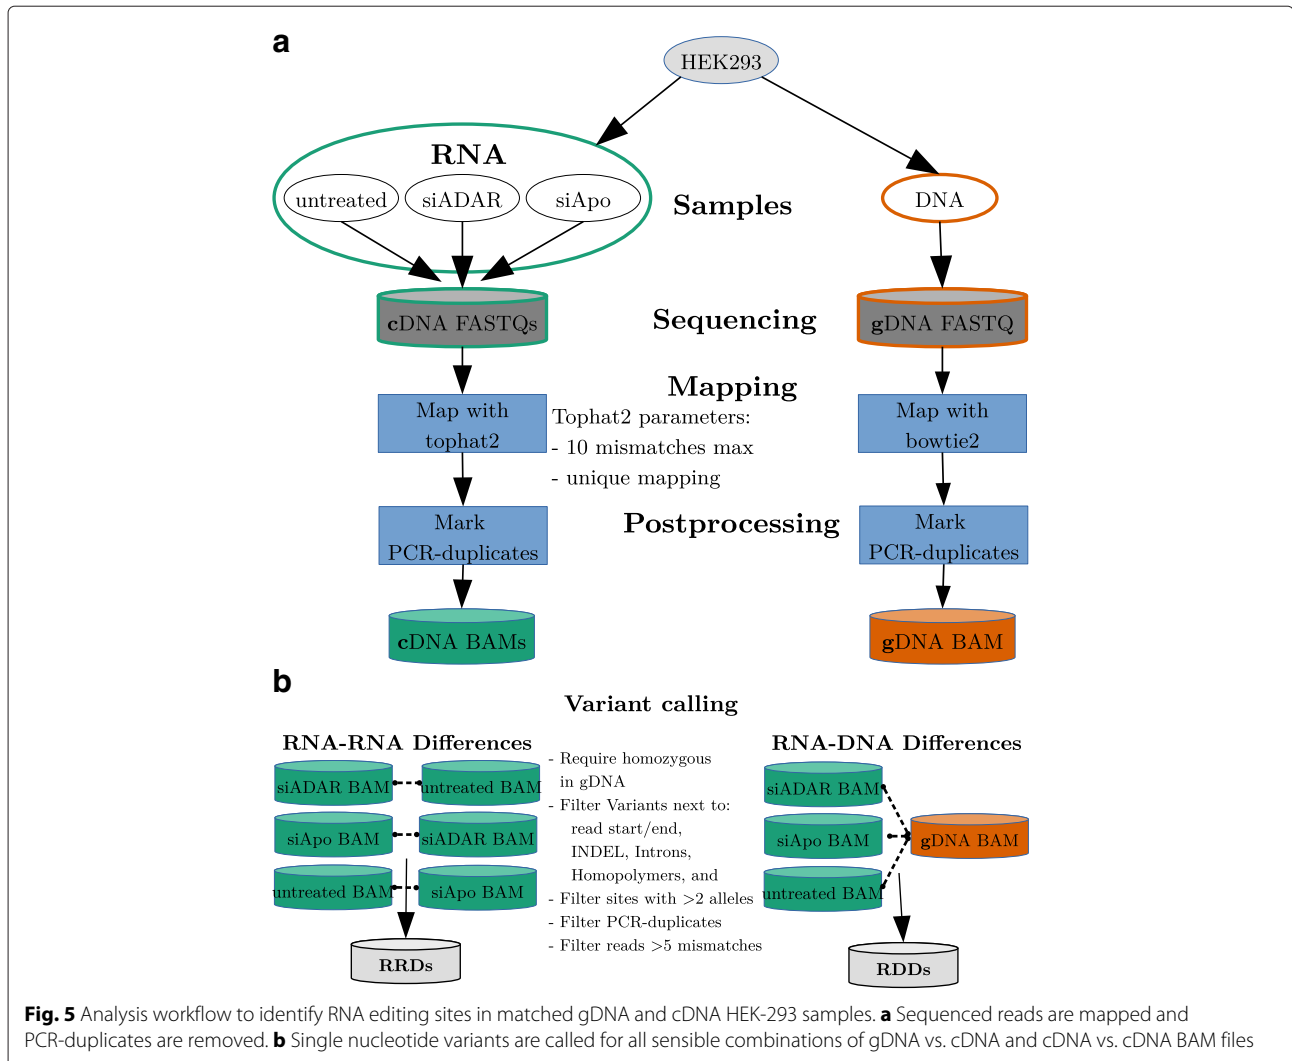 a
HEK293
RNA
untreated
siADAR
siApo
Samples
DNA
cDNA FASTQs
Sequencing
gDNA FASTQ
Mapping
Map with
tophat2
Tophat2 parameters:
- 10 mismatches max
- unique mapping
Map with
bowtie2
Postprocessing
Mark
PCR-duplicates
Mark
PCR-duplicates
cDNA BAMs
gDNA BAM
b
Variant calling
RNA-RNA Differences
siADAR BAM
untreated BAM
siApo BAM
siADAR BAM
untreated BAM
siApo BAM
RRDs
- Require homozygous
in gDNA
- Filter Variants next to:
read start/end,
INDEL, Introns,
Homopolymers, and
- Filter sites with >2 alleles
- Filter PCR-duplicates
- Filter reads >5 mismatches
RNA-DNA Differences
siADAR BAM
siApo BAM
gDNA BAM
untreated BAM
RDDs
Fig. 5 Analysis workflow to identify RNA editing sites in matched gDNA and cDNA HEK-293 samples. a Sequenced reads are mapped and
PCR-duplicates are removed. b Single nucleotide variants are called for all sensible combinations of gDNA vs. cDNA and cDNA vs. cDNA BAM files